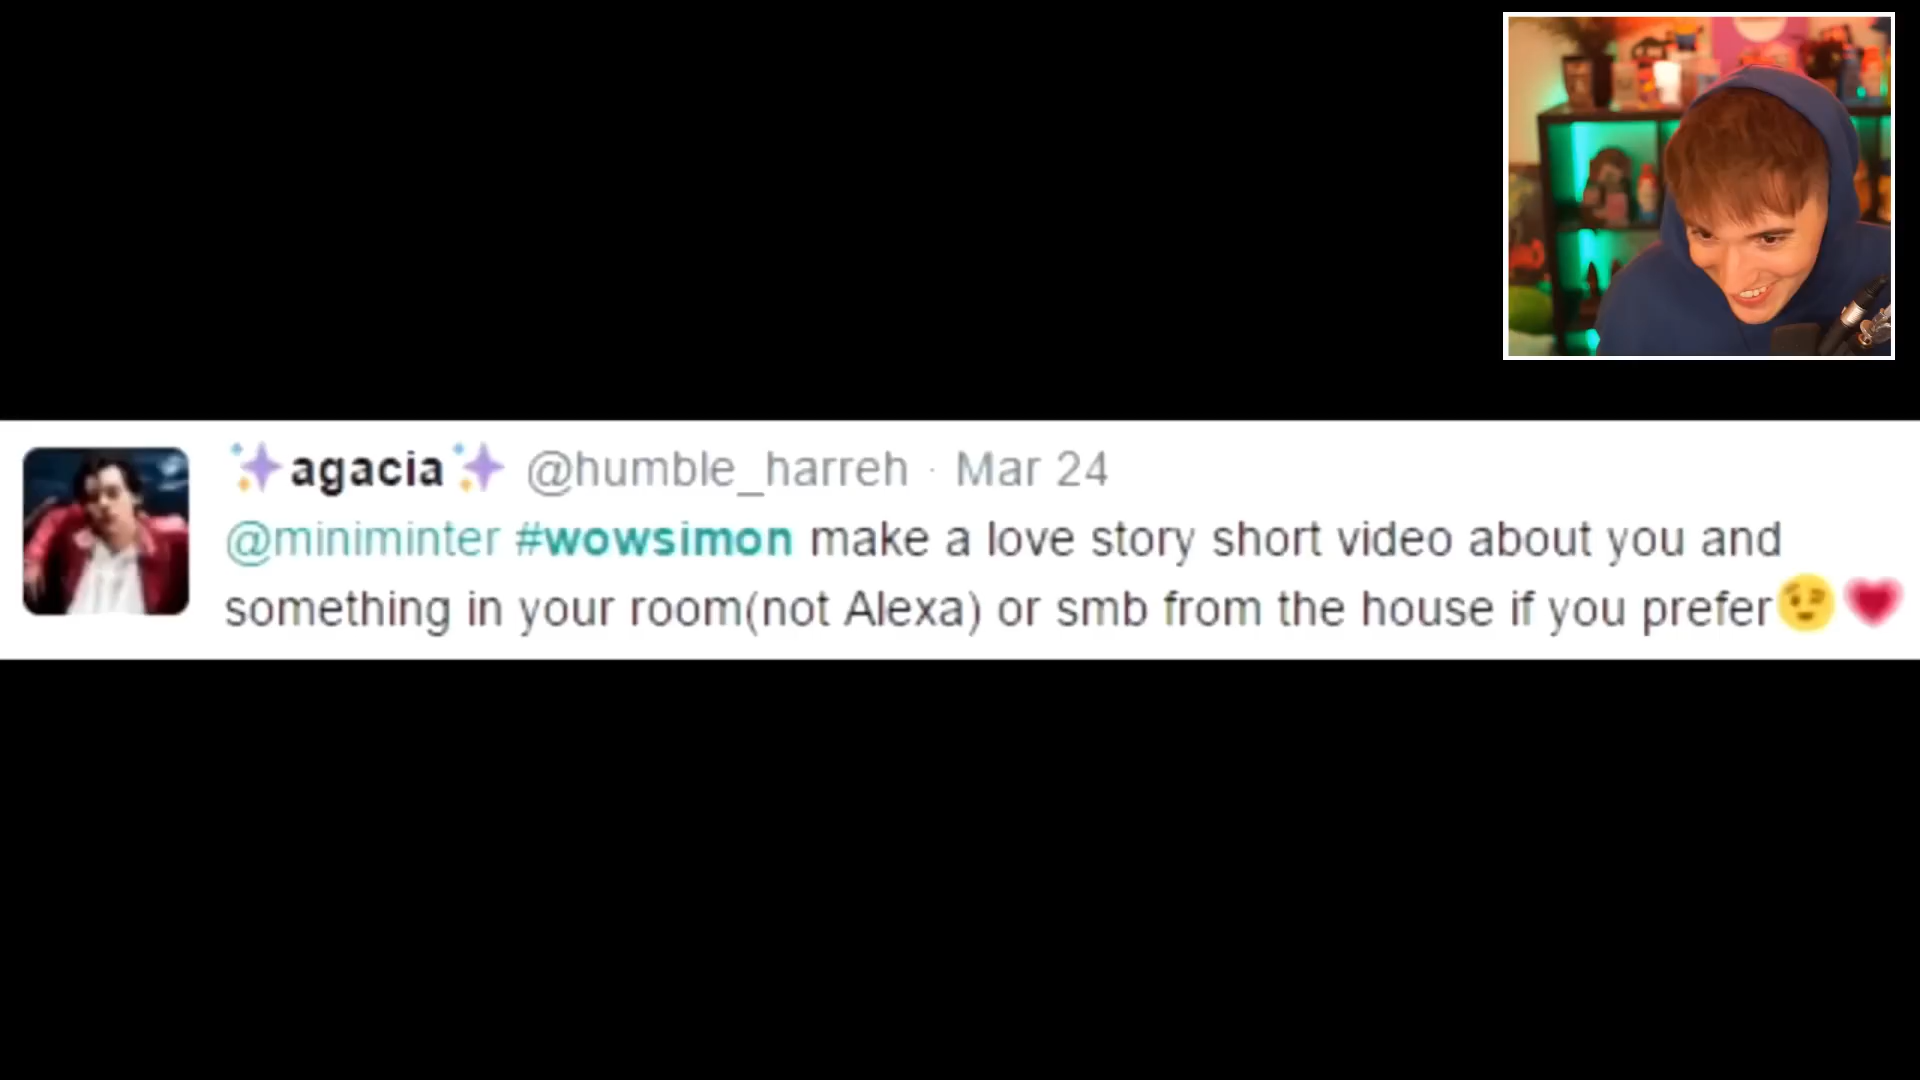 ✨agacia✨ @humble_harreh · Mar 24
@miniminter #wowsimon make a love story short video about you and
something in your room(not Alexa) or smb from the house if you prefer😉💗